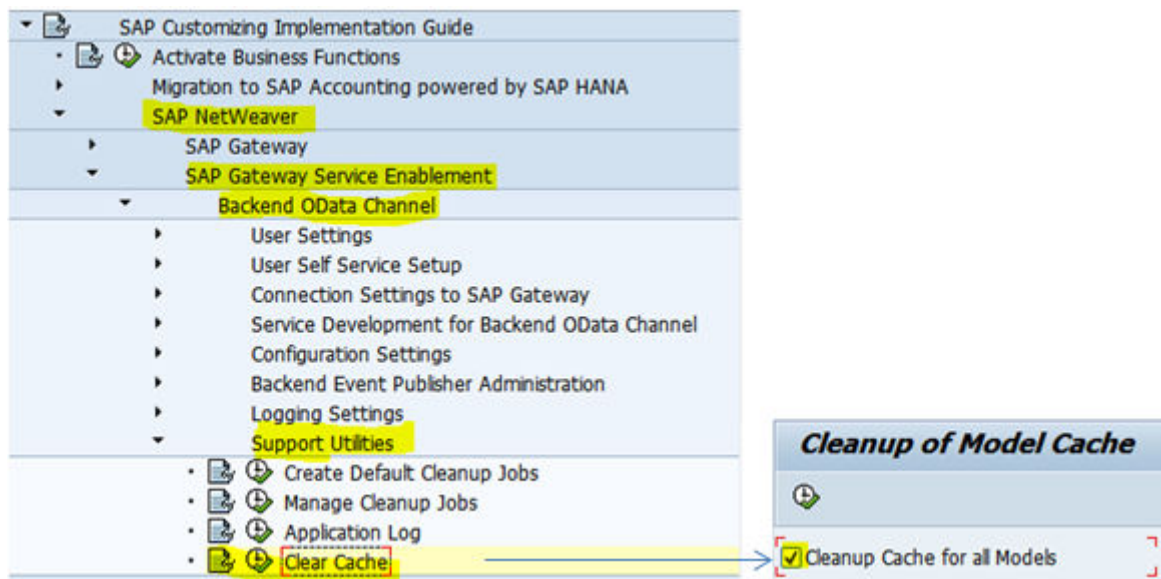 SAP Customizing Implementation Guide
Activate Business Functions
Migration to SAP Accounting powered by SAP HANA
SAP NetWeaver
SAP Gateway
SAP Gateway Service Enablement
Backend OData Channel
User Settings
User Self Service Setup
Connection Settings to SAP Gateway
Service Development for Backend OData Channel
Configuration Settings
Backend Event Publisher Administration
Logging Settings
Support Utilities
Create Default Cleanup Jobs
Manage Cleanup Jobs
Application Log
Clear Cache
Cleanup of Model Cache
Cleanup Cache for all Models